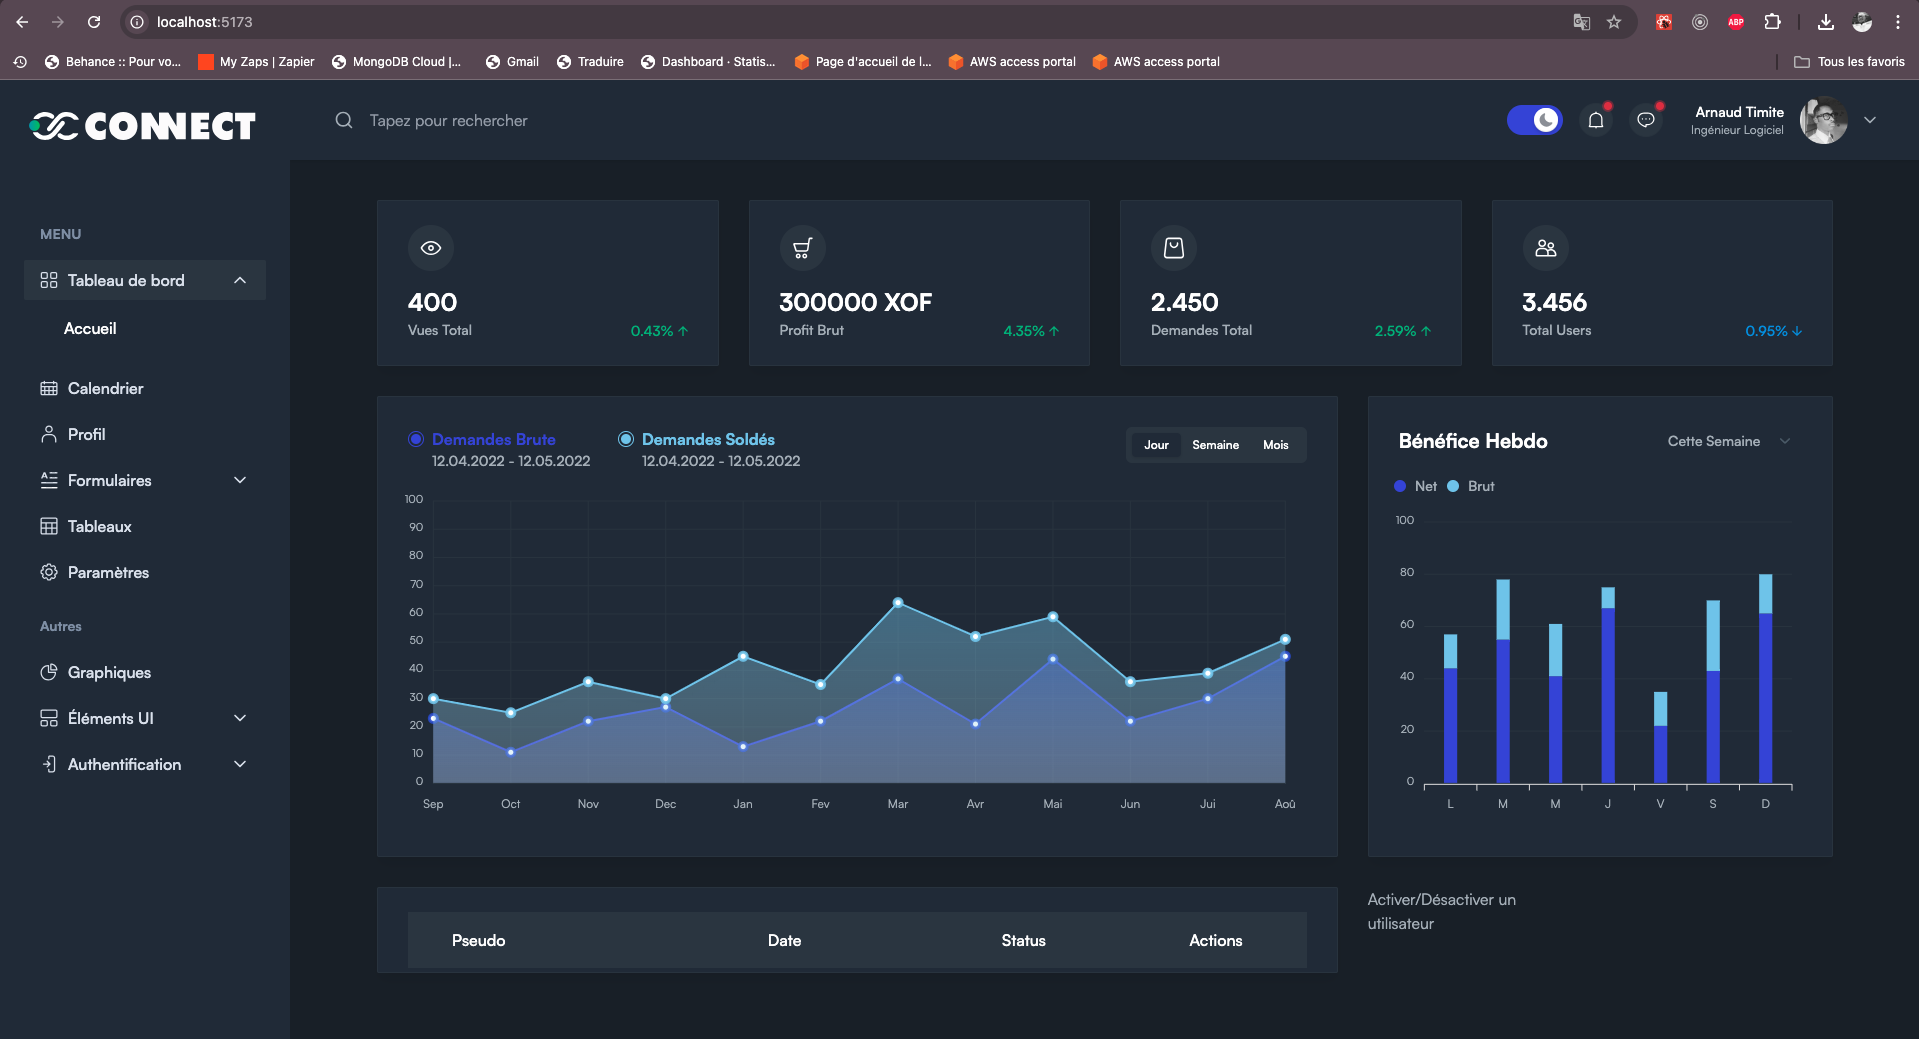 localhost:5173
Behance :: Pour vo...
My Zaps | Zapier
MongoDB Cloud |...
Gmail
Traduire
Dashboard · Statis...
Page d'accueil de l...
AWS access portal
AWS access portal
Tous les favoris
ABP
CONNECT
Tapez pour rechercher
Arnaud Timite
Ingénieur Logiciel
MENU
Tableau de bord
Accueil
Calendrier
Profil
Formulaires
Tableaux
Paramètres
Autres
Graphiques
Éléments UI
Authentification
400
Vues Total
0.43%
300000 XOF
Profit Brut
4.35%
2.450
Demandes Total
2.59%
3.456
Total Users
0.95%
Demandes Brute
12.04.2022 - 12.05.2022
Demandes Soldés
12.04.2022 - 12.05.2022
Jour Semaine Mois
100
90
80
70
60
50
40
30
20
10
0
Sep Oct Nov Dec Jan Fev Mar Avr Mai Jun Jui Aoû
Bénéfice Hebdo
Cette Semaine
Net Brut
100
80
60
40
20
0
L M M J V S D
Pseudo Date Status Actions
Activer/Désactiver un
utilisateur